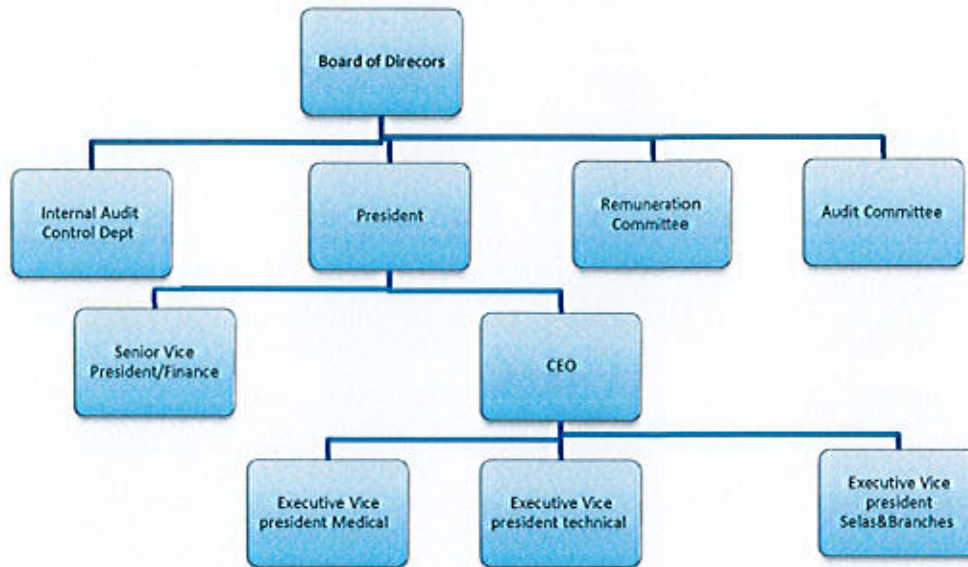 Board of Direcors
Internal Audit
Control Dept
President
Remuneration
Committee
Audit Committee
Senior Vice
President/Finance
CEO
Executive Vice
president Medical
Executive Vice
president technical
Executive Vice
president
Selas&Branches